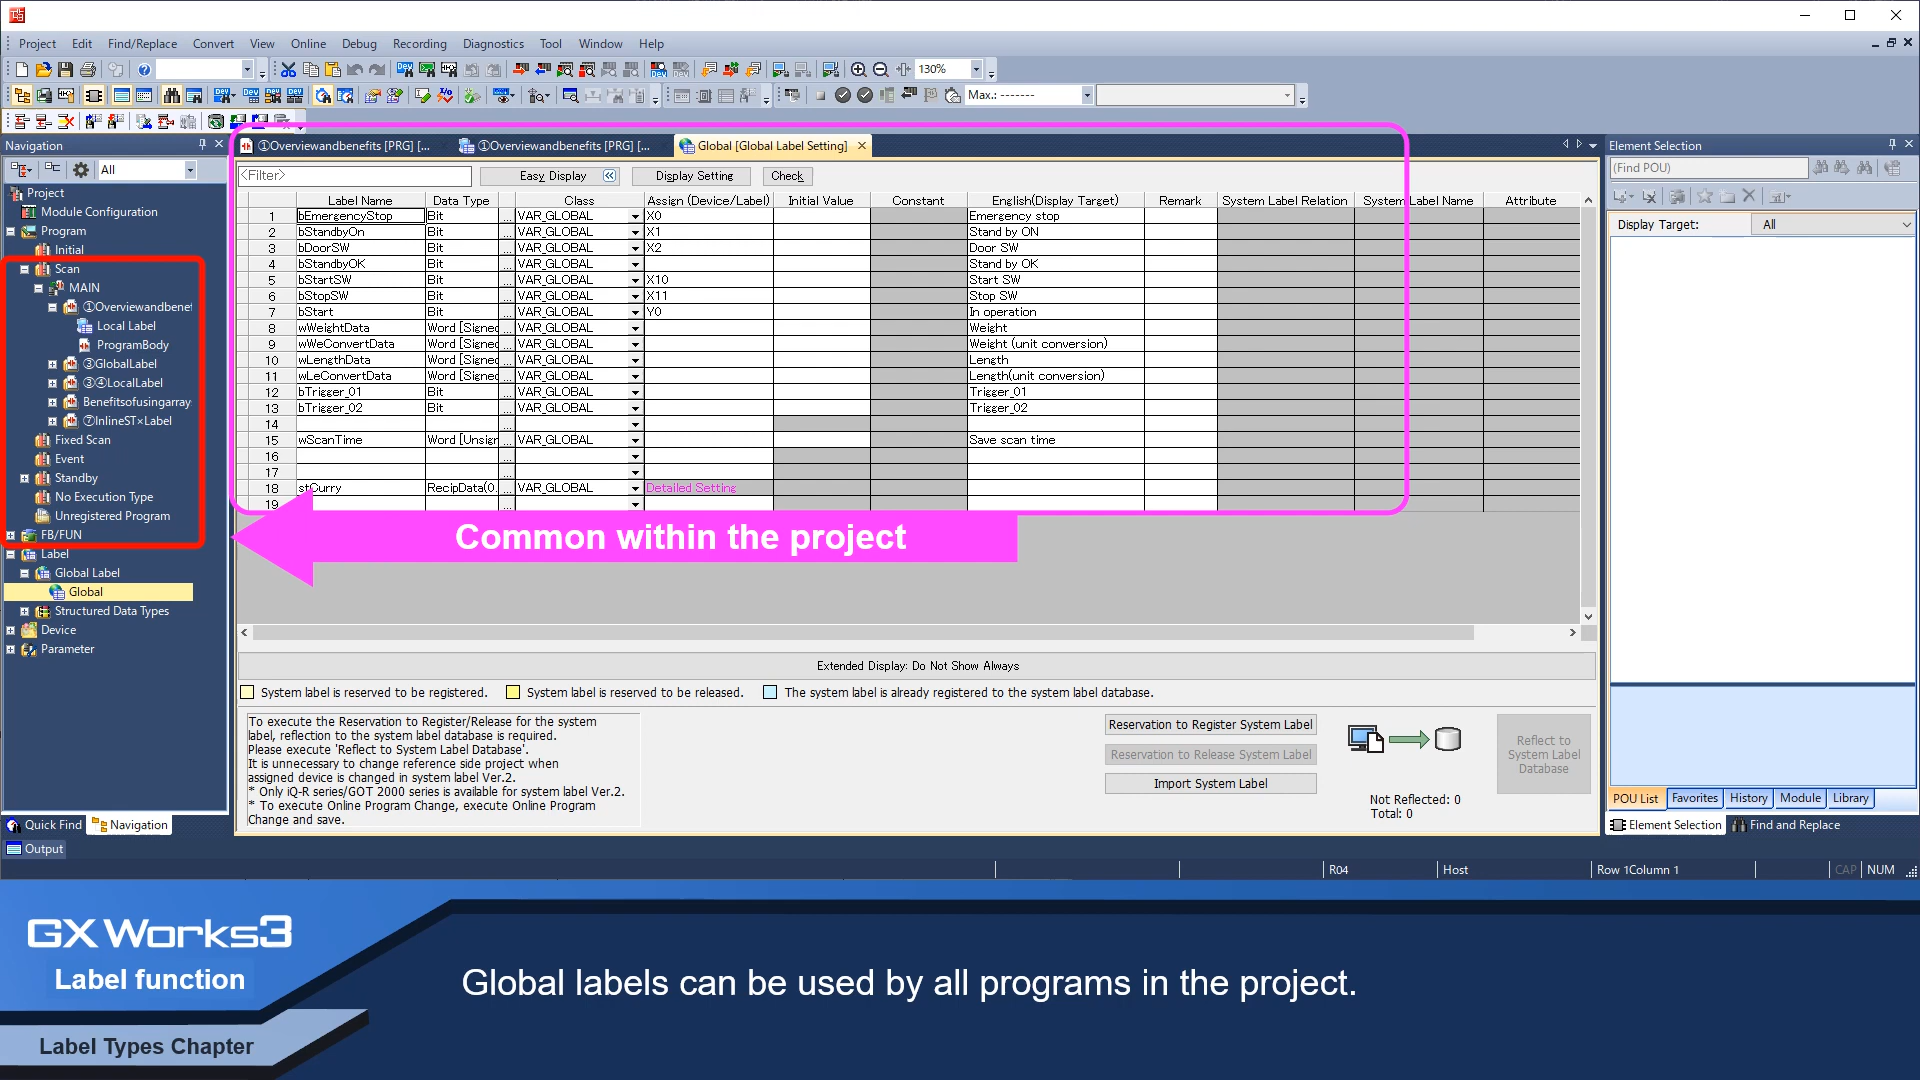 Project Edit Find/Replace Convert View Online Debug Recording Diagnostics Tool Window Help
130%
Max.: -------
Navigation
All
Project
Module Configuration
Program
Initial
Scan
MAIN
①Overviewandbenef
Local Label
ProgramBody
③GlobalLabel
③④LocalLabel
Benefitsofusingarray
⑦InlineST×Label
Fixed Scan
Event
Standby
No Execution Type
Unregistered Program
FB/FUN
Label
Global Label
Global
Structured Data Types
Device
Parameter
Quick Find Navigation
Output
①Overviewandbenefits [PRG] [... ①Overviewandbenefits [PRG] [... Global [Global Label Setting]
<Filter> Easy Display Display Setting Check
Label Name Data Type Class Assign (Device/Label) Initial Value Constant English(Display Target) Remark System Label Relation System Label Name Attribute
1 bEmergencyStop Bit ... VAR_GLOBAL X0 Emergency stop
2 bStandbyOn Bit ... VAR_GLOBAL X1 Stand by ON
3 bDoorSW Bit ... VAR_GLOBAL X2 Door SW
4 bStandbyOK Bit ... VAR_GLOBAL Stand by OK
5 bStartSW Bit ... VAR_GLOBAL X10 Start SW
6 bStopSW Bit ... VAR_GLOBAL X11 Stop SW
7 bStart Bit ... VAR_GLOBAL Y0 In operation
8 wWeightData Word [Signed ... VAR_GLOBAL Weight
9 wWeConvertData Word [Signed ... VAR_GLOBAL Weight (unit conversion)
10 wLengthData Word [Signed ... VAR_GLOBAL Length
11 wLeConvertData Word [Signed ... VAR_GLOBAL Length(unit conversion)
12 bTrigger_01 Bit ... VAR_GLOBAL Trigger_01
13 bTrigger_02 Bit ... VAR_GLOBAL Trigger_02
14 ...
15 wScanTime Word [Unsign ... VAR_GLOBAL Save scan time
16 ...
17 ...
18 stCurry RecipData(0. ... VAR_GLOBAL Detailed Setting
19 ...
Common within the project
Extended Display: Do Not Show Always
System label is reserved to be registered. System label is reserved to be released. The system label is already registered to the system label database.
To execute the Reservation to Register/Release for the system
label, reflection to the system label database is required.
Please execute 'Reflect to System Label Database'.
It is unnecessary to change reference side project when
assigned device is changed in system label Ver.2.
* Only iQ-R series/GOT 2000 series is available for system label Ver.2.
* To execute Online Program Change, execute Online Program
Change and save.
Reservation to Register System Label
Reservation to Release System Label
Import System Label
Not Reflected: 0
Total: 0
Reflect to
System Label
Database
Element Selection
(Find POU)
Display Target: All
POU List Favorites History Module Library
Element Selection Find and Replace
R04 Host Row 1Column 1 CAP NUM
GX Works3
Label function
Label Types Chapter
Global labels can be used by all programs in the project.